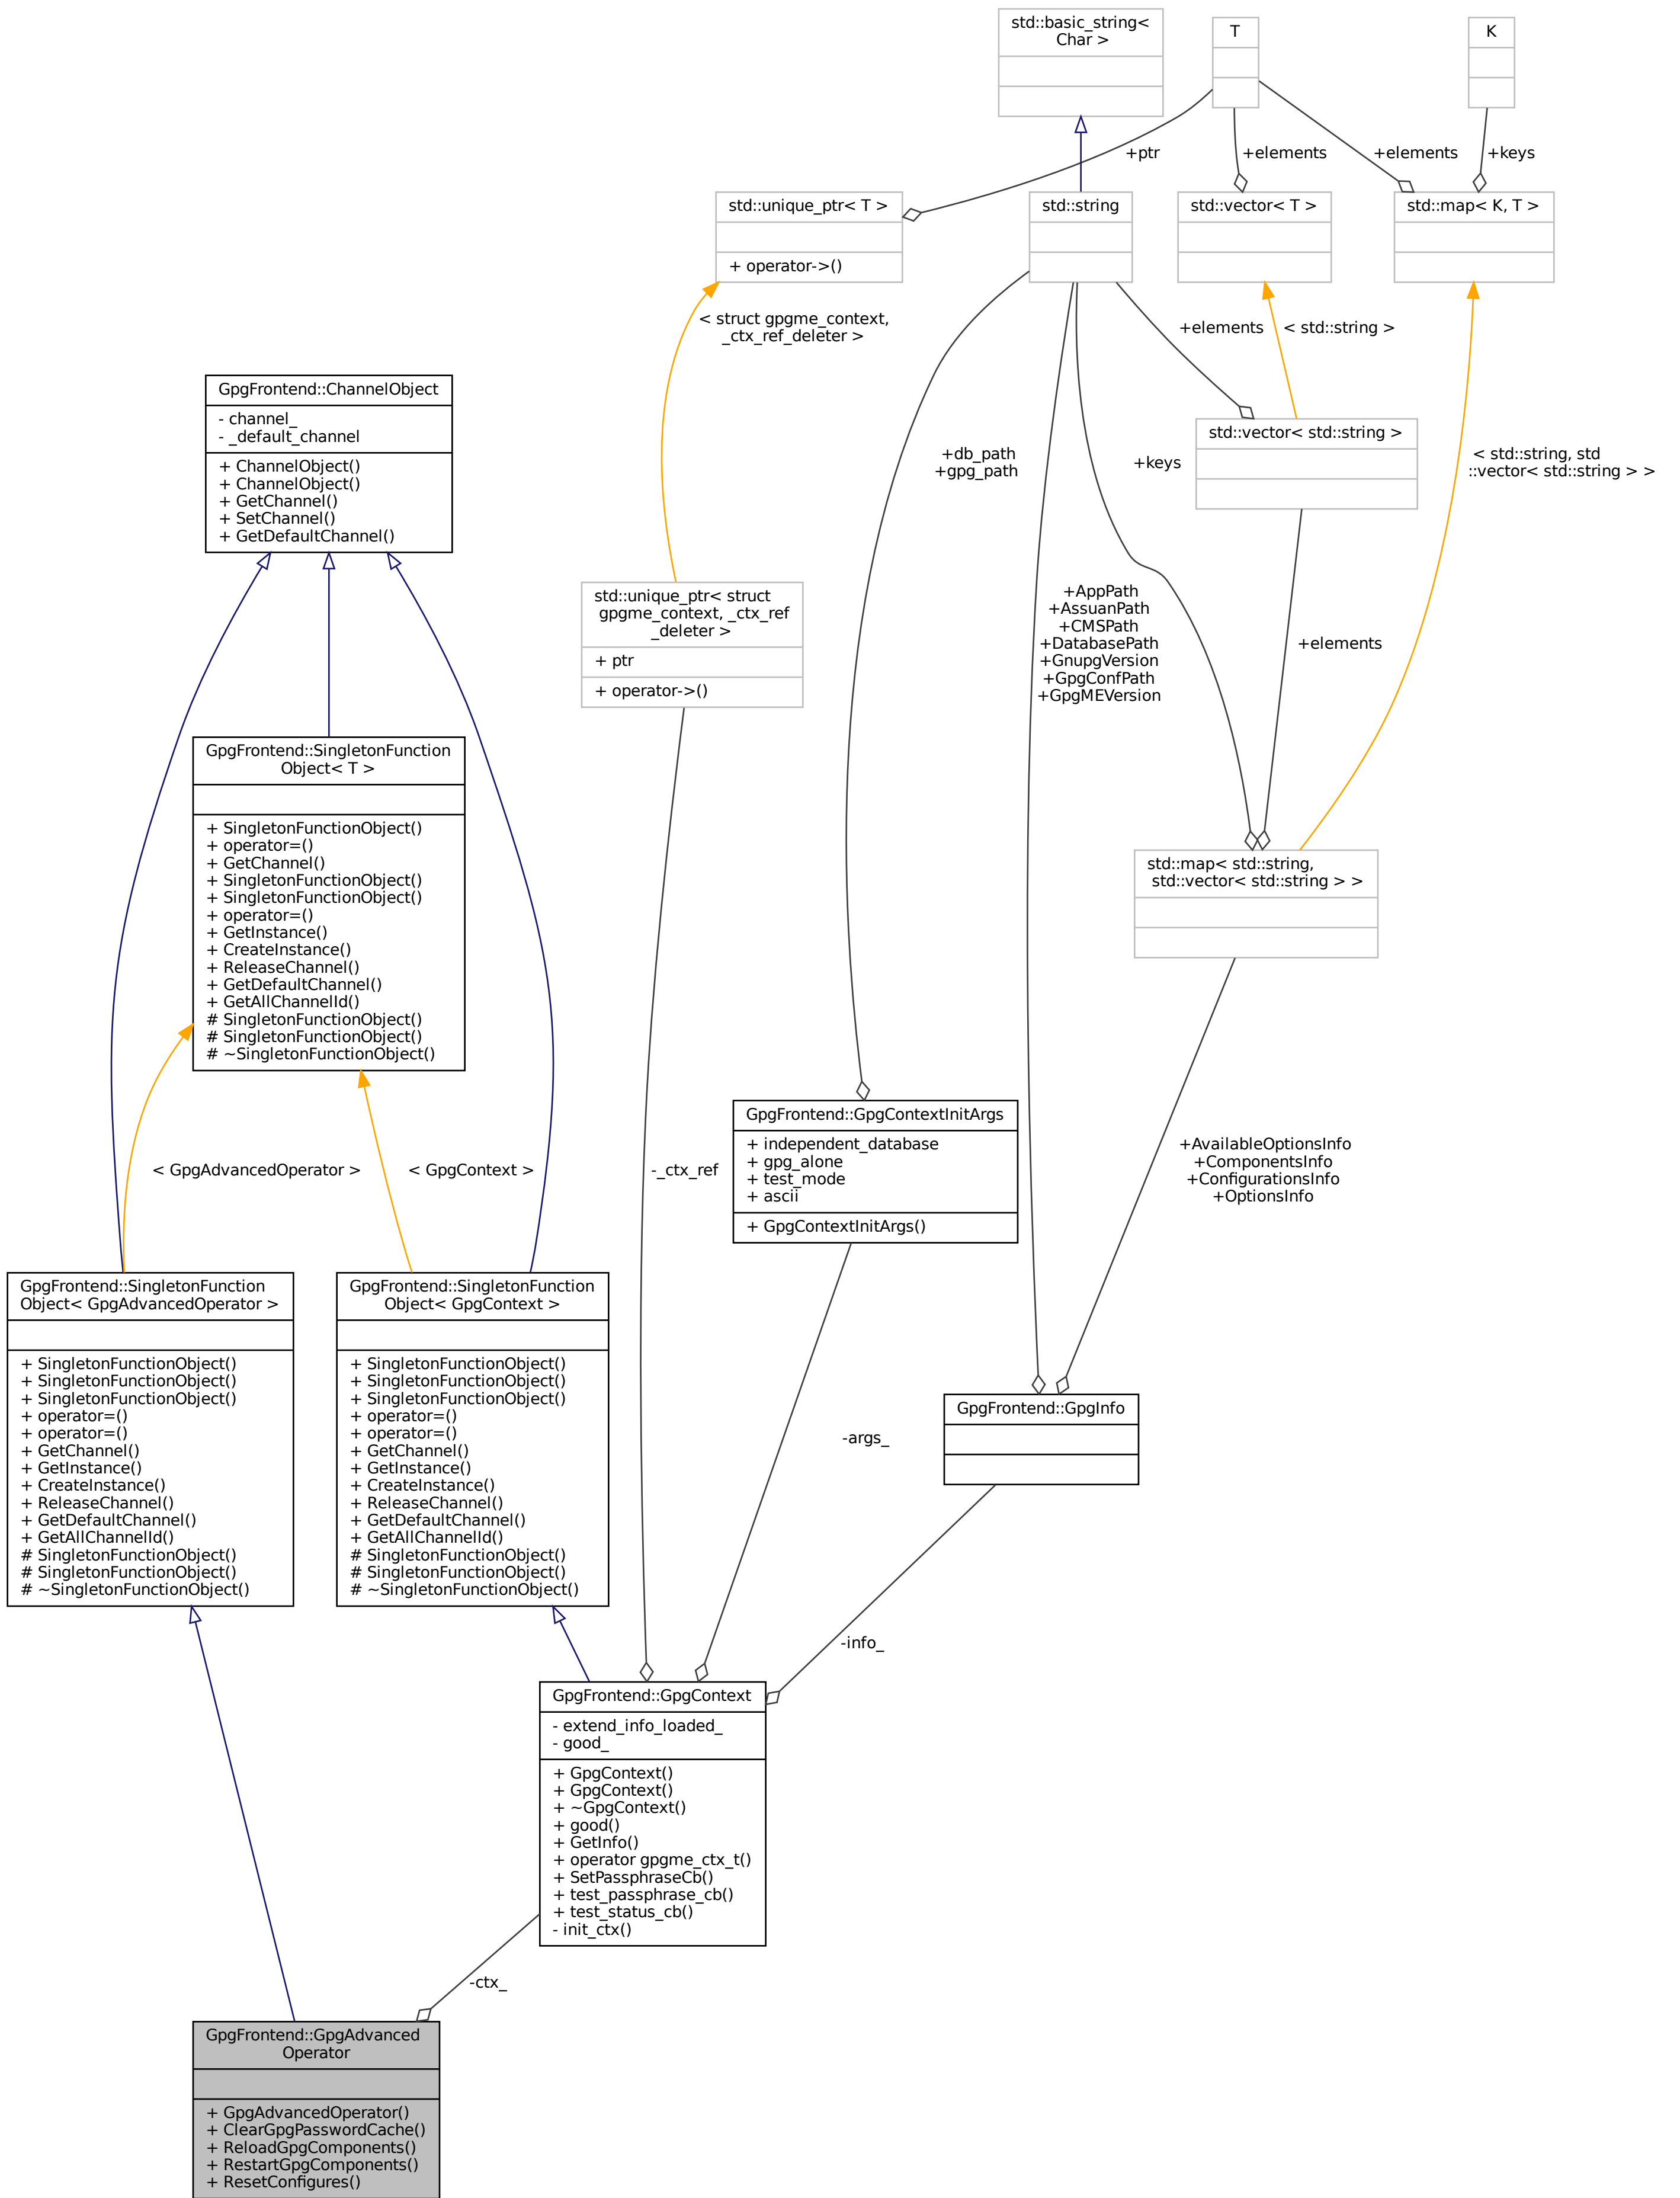 std::basic_string<
Char >
T
K
+ptr
+elements
+elements
+keys
std::unique_ptr< T >
+ operator->()
std::string
std::vector< T >
std::map< K, T >
< struct gpgme_context,
_ctx_ref_deleter >
+elements
< std::string >
GpgFrontend::ChannelObject
- channel_
- _default_channel
+ ChannelObject()
+ ChannelObject()
+ GetChannel()
+ SetChannel()
+ GetDefaultChannel()
+db_path
+gpg_path
+keys
std::vector< std::string >
< std::string, std
::vector< std::string > >
std::unique_ptr< struct
gpgme_context, _ctx_ref
_deleter >
+ ptr
+ operator->()
+AppPath
+AssuanPath
+CMSPath
+DatabasePath
+GnupgVersion
+GpgConfPath
+GpgMEVersion
+elements
GpgFrontend::SingletonFunction
Object< T >
+ SingletonFunctionObject()
+ operator=()
+ GetChannel()
+ SingletonFunctionObject()
+ SingletonFunctionObject()
+ operator=()
+ GetInstance()
+ CreateInstance()
+ ReleaseChannel()
+ GetDefaultChannel()
+ GetAllChannelId()
# SingletonFunctionObject()
# SingletonFunctionObject()
# ~SingletonFunctionObject()
std::map< std::string,
std::vector< std::string > >
< GpgAdvancedOperator >
< GpgContext >
-_ctx_ref
GpgFrontend::GpgContextInitArgs
+ independent_database
+ gpg_alone
+ test_mode
+ ascii
+ GpgContextInitArgs()
+AvailableOptionsInfo
+ComponentsInfo
+ConfigurationsInfo
+OptionsInfo
GpgFrontend::SingletonFunction
Object< GpgAdvancedOperator >
+ SingletonFunctionObject()
+ SingletonFunctionObject()
+ SingletonFunctionObject()
+ operator=()
+ operator=()
+ GetChannel()
+ GetInstance()
+ CreateInstance()
+ ReleaseChannel()
+ GetDefaultChannel()
+ GetAllChannelId()
# SingletonFunctionObject()
# SingletonFunctionObject()
# ~SingletonFunctionObject()
GpgFrontend::SingletonFunction
Object< GpgContext >
+ SingletonFunctionObject()
+ SingletonFunctionObject()
+ SingletonFunctionObject()
+ operator=()
+ operator=()
+ GetChannel()
+ GetInstance()
+ CreateInstance()
+ ReleaseChannel()
+ GetDefaultChannel()
+ GetAllChannelId()
# SingletonFunctionObject()
# SingletonFunctionObject()
# ~SingletonFunctionObject()
-args_
GpgFrontend::GpgInfo
-info_
GpgFrontend::GpgContext
- extend_info_loaded_
- good_
+ GpgContext()
+ GpgContext()
+ ~GpgContext()
+ good()
+ GetInfo()
+ operator gpgme_ctx_t()
+ SetPassphraseCb()
+ test_passphrase_cb()
+ test_status_cb()
- init_ctx()
-ctx_
GpgFrontend::GpgAdvanced
Operator
+ GpgAdvancedOperator()
+ ClearGpgPasswordCache()
+ ReloadGpgComponents()
+ RestartGpgComponents()
+ ResetConfigures()